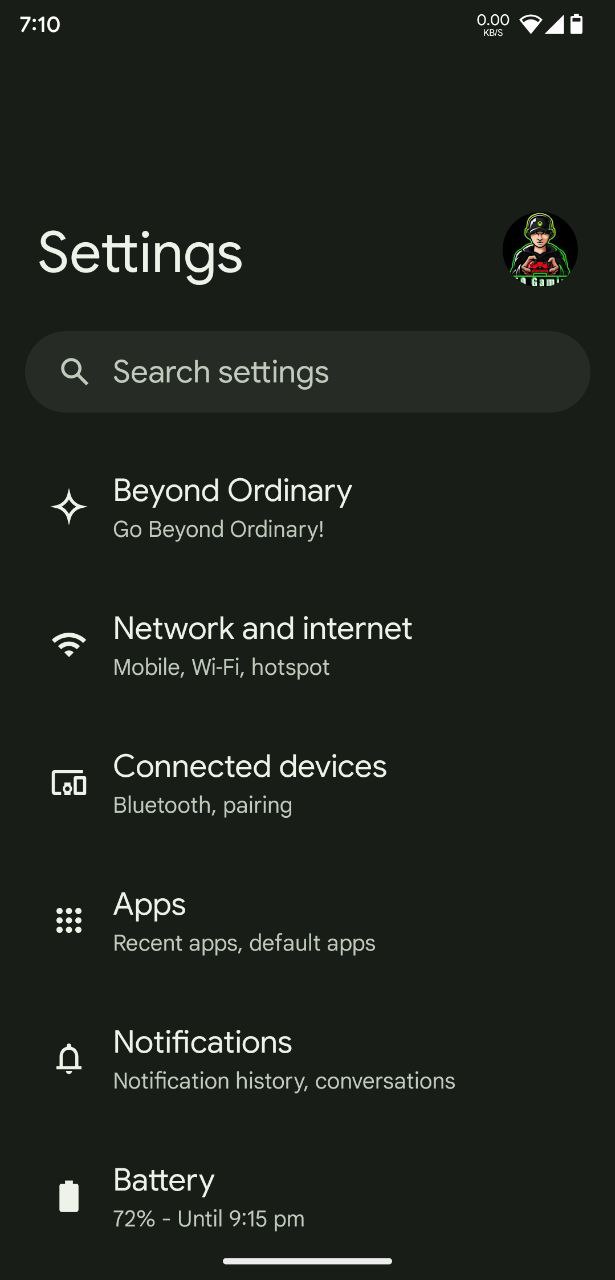 7:10
0.00
KB/S
Settings
Search settings
Beyond Ordinary
Go Beyond Ordinary!
Network and internet
Mobile, Wi-Fi, hotspot
Connected devices
Bluetooth, pairing
Apps
Recent apps, default apps
Notifications
Notification history, conversations
Battery
72% - Until 9:15 pm